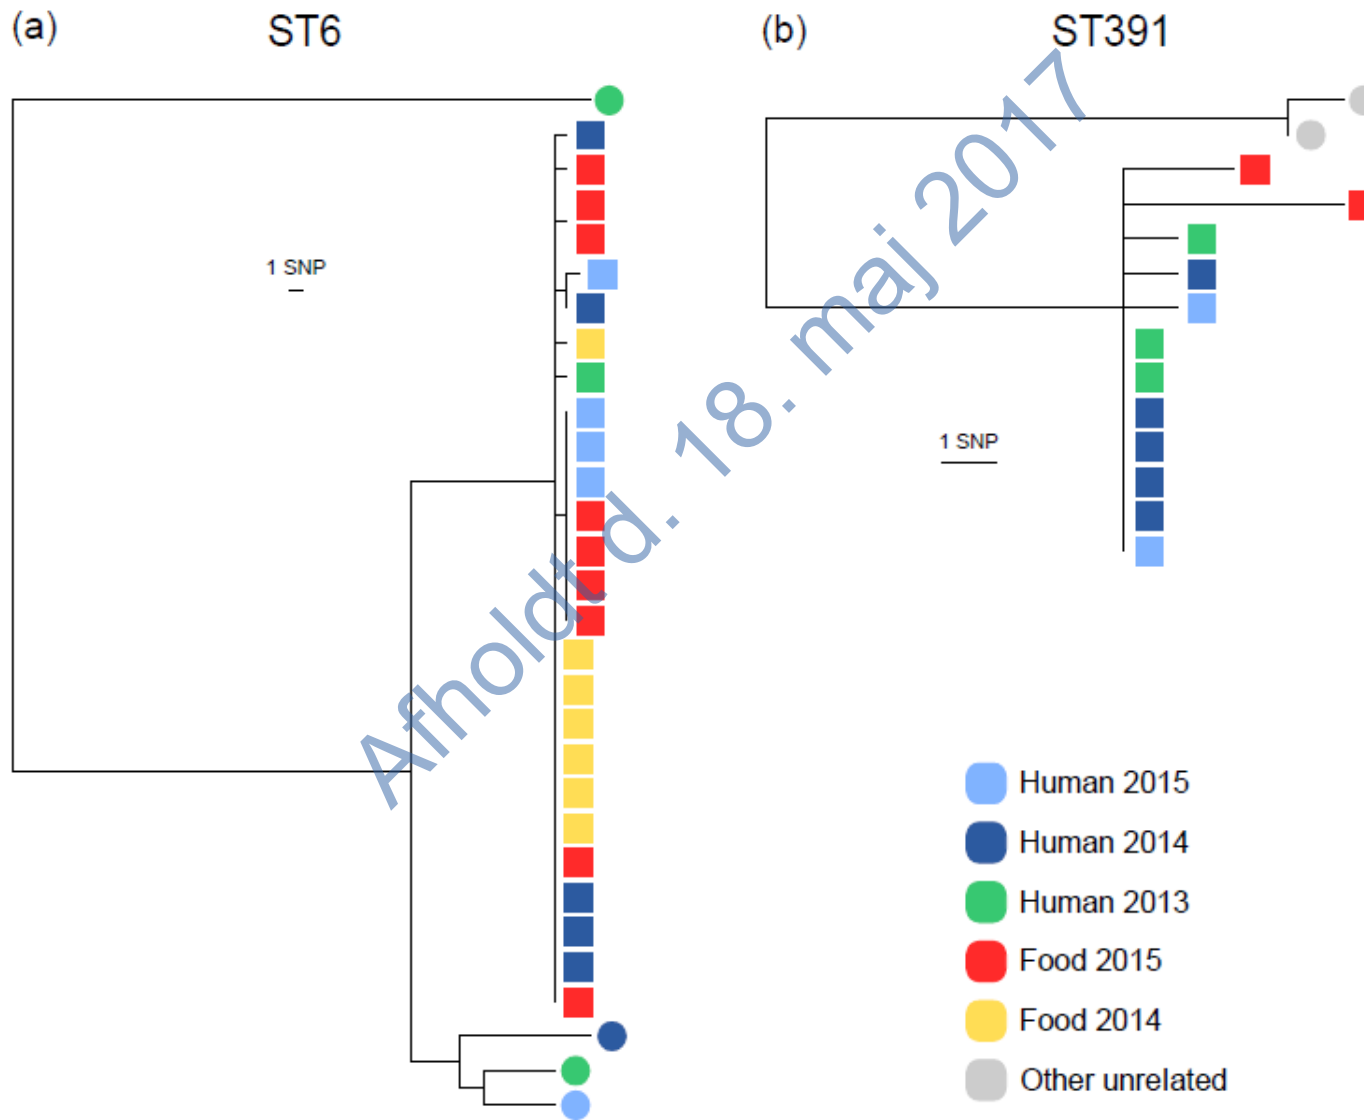 (a) ST6
(b) ST391
1 SNP
1 SNP
Afholdt d. 18. maj 2017
Human 2015
Human 2014
Human 2013
Food 2015
Food 2014
Other unrelated